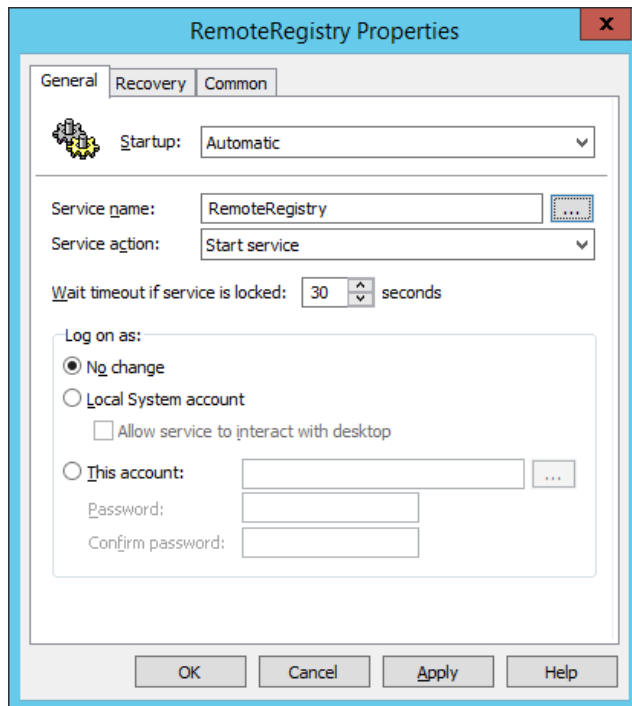 RemoteRegistry Properties
x
General Recovery Common
Startup: Automatic
Service name: RemoteRegistry ...
Service action: Start service
Wait timeout if service is locked: 30 seconds
Log on as:
No change
Local System account
Allow service to interact with desktop
This account: ...
Password:
Confirm password:
OK Cancel Apply Help